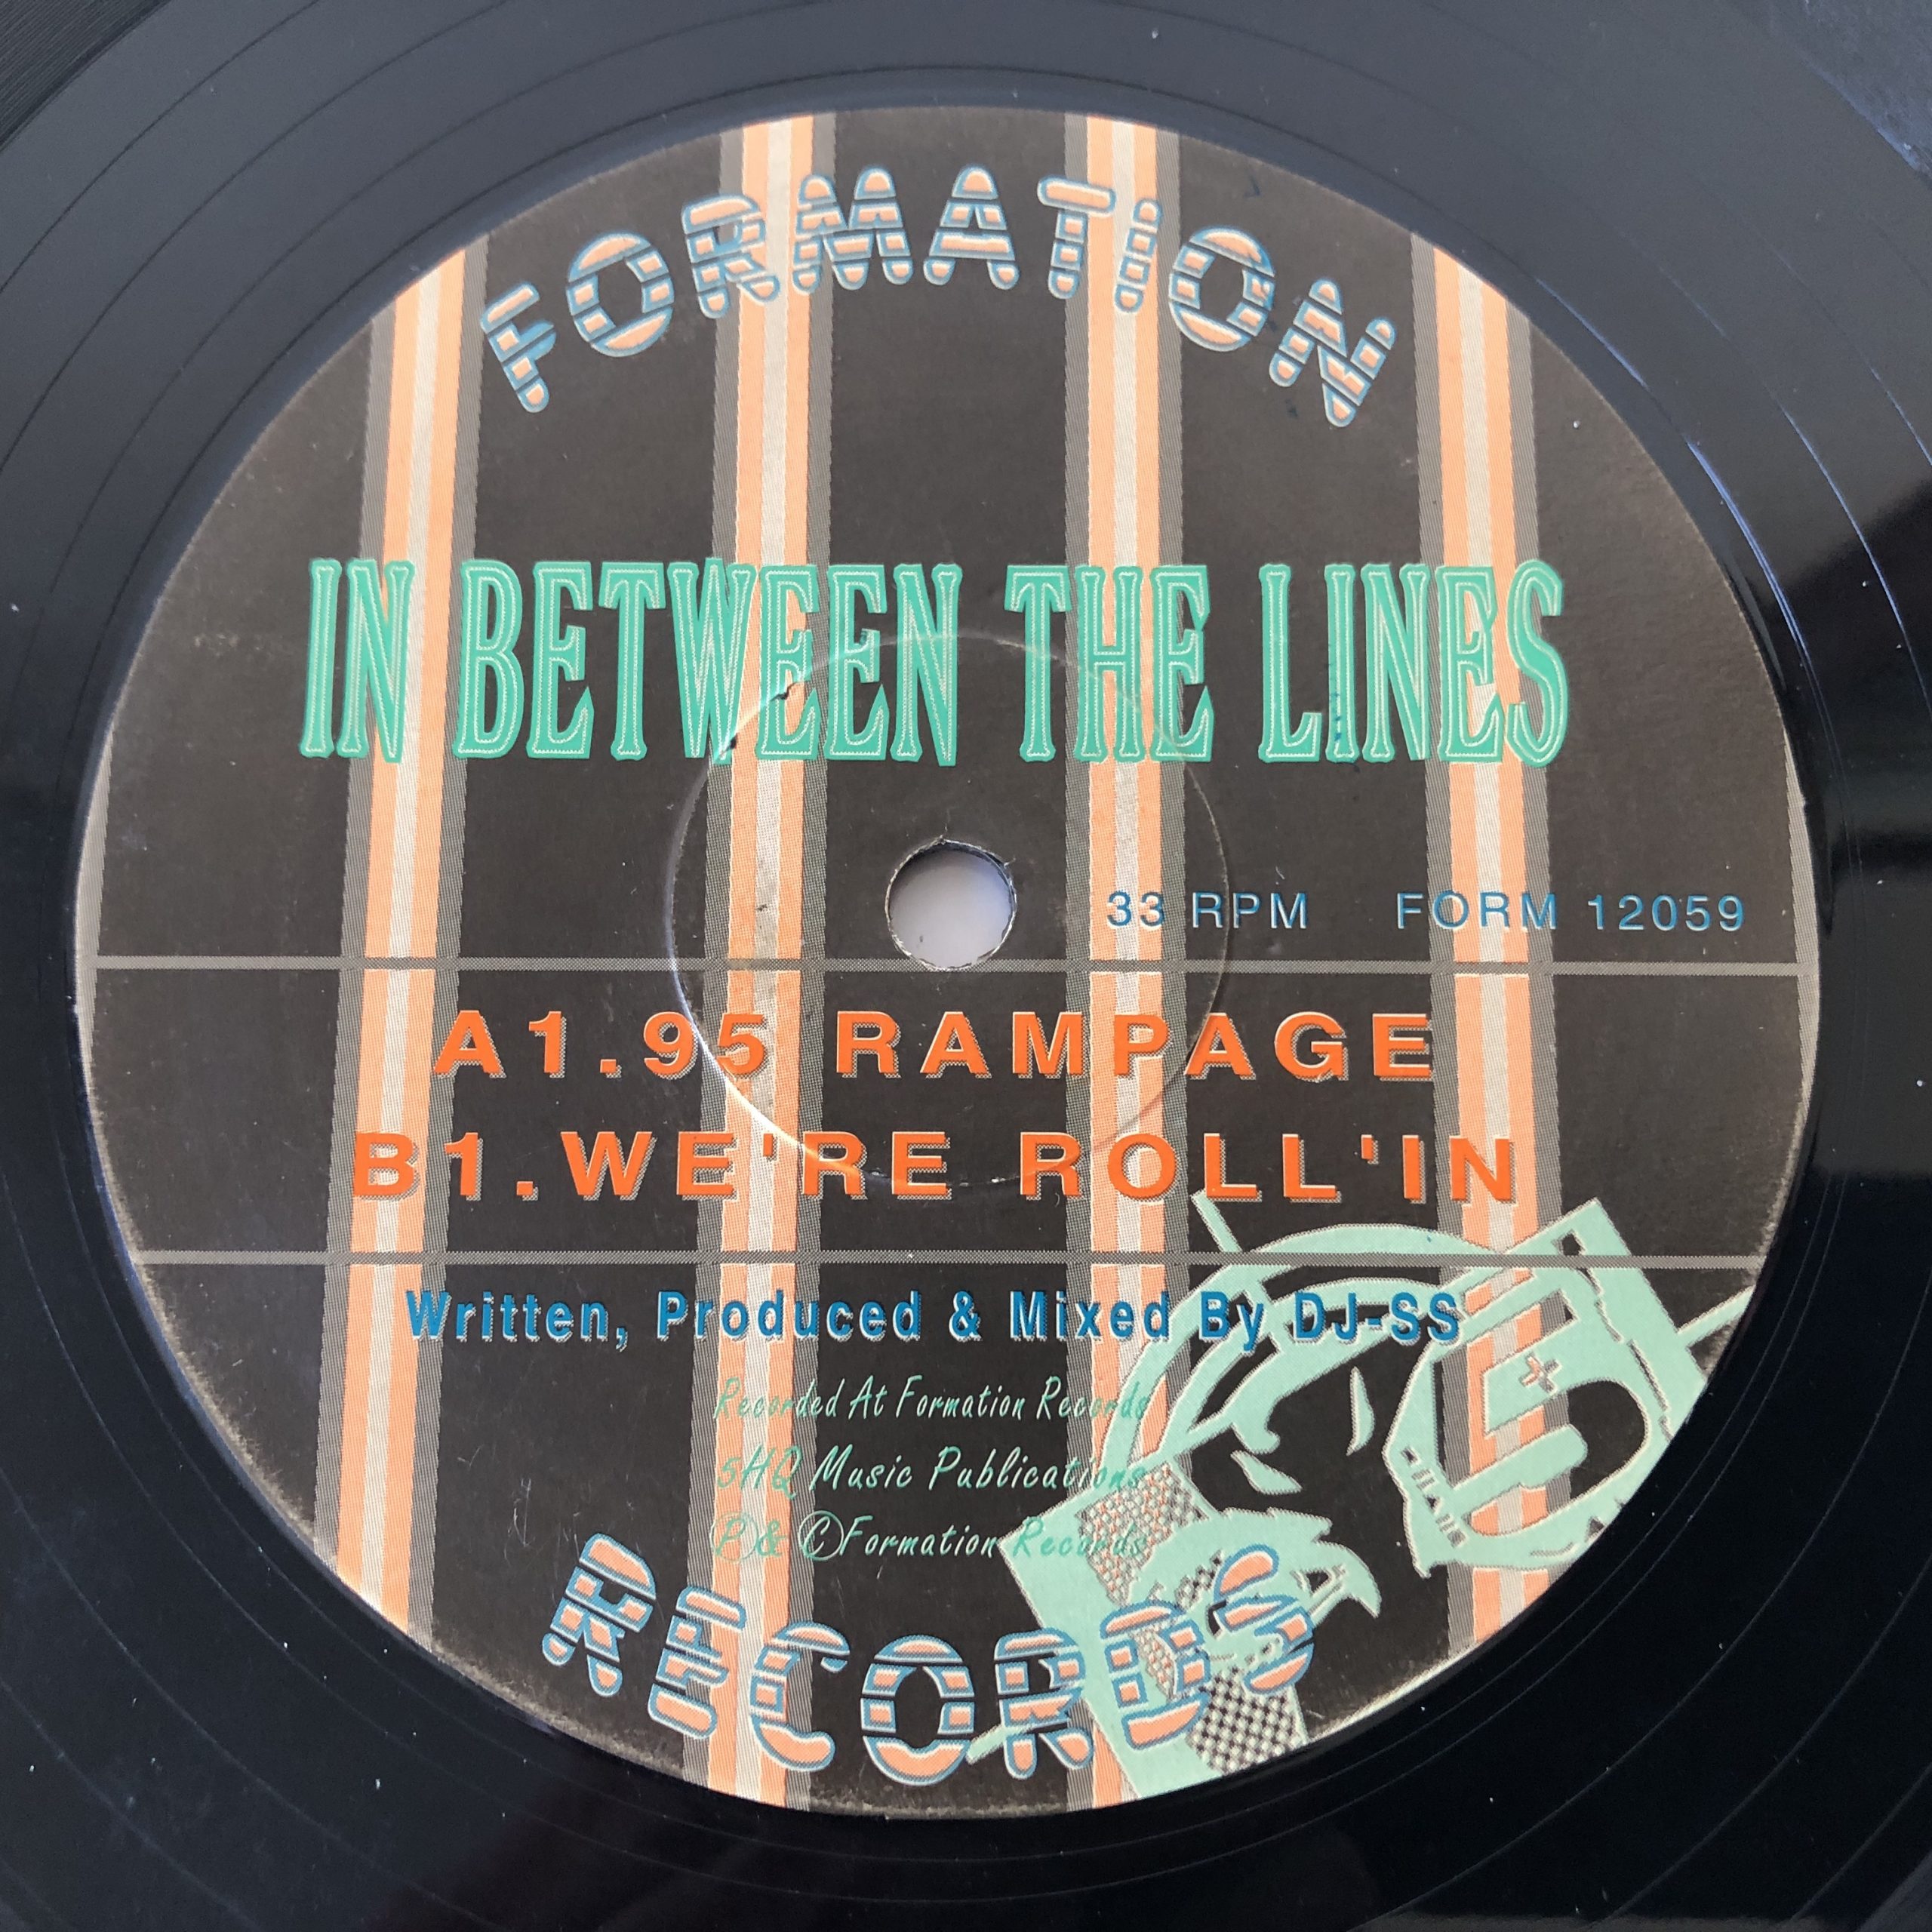 FORMATION
IN BETWEEN THE LINES
33 RPM FORM 12059
A1.95 RAMPAGE
B1.WE'RE ROLL'IN
Written, Produced & Mixed By DJ-SS
Recorded At Formation Records
5HQ Music Publications
Ⓟ& ©Formation Records
RECORDS